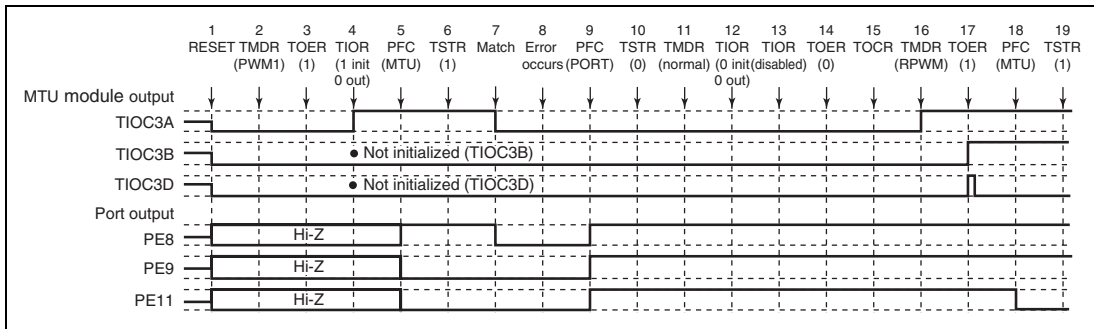 1 2 3 4 5 6 7 8 9 10 11 12 13 14 15 16 17 18 19
RESET TMDR TOER TIOR PFC TSTR Match Error PFC TSTR TMDR TIOR TIOR TOER TOCR TMDR TOER PFC TSTR
(PWM1) (1) (1 init (MTU) (1) occurs (PORT) (0) (normal) (0 init (disabled) (0) (RPWM) (1) (MTU) (1)
0 out) 0 out)
MTU module output
TIOC3A
TIOC3B • Not initialized (TIOC3B)
TIOC3D • Not initialized (TIOC3D)
Port output
PE8 Hi-Z
PE9 Hi-Z
PE11 Hi-Z